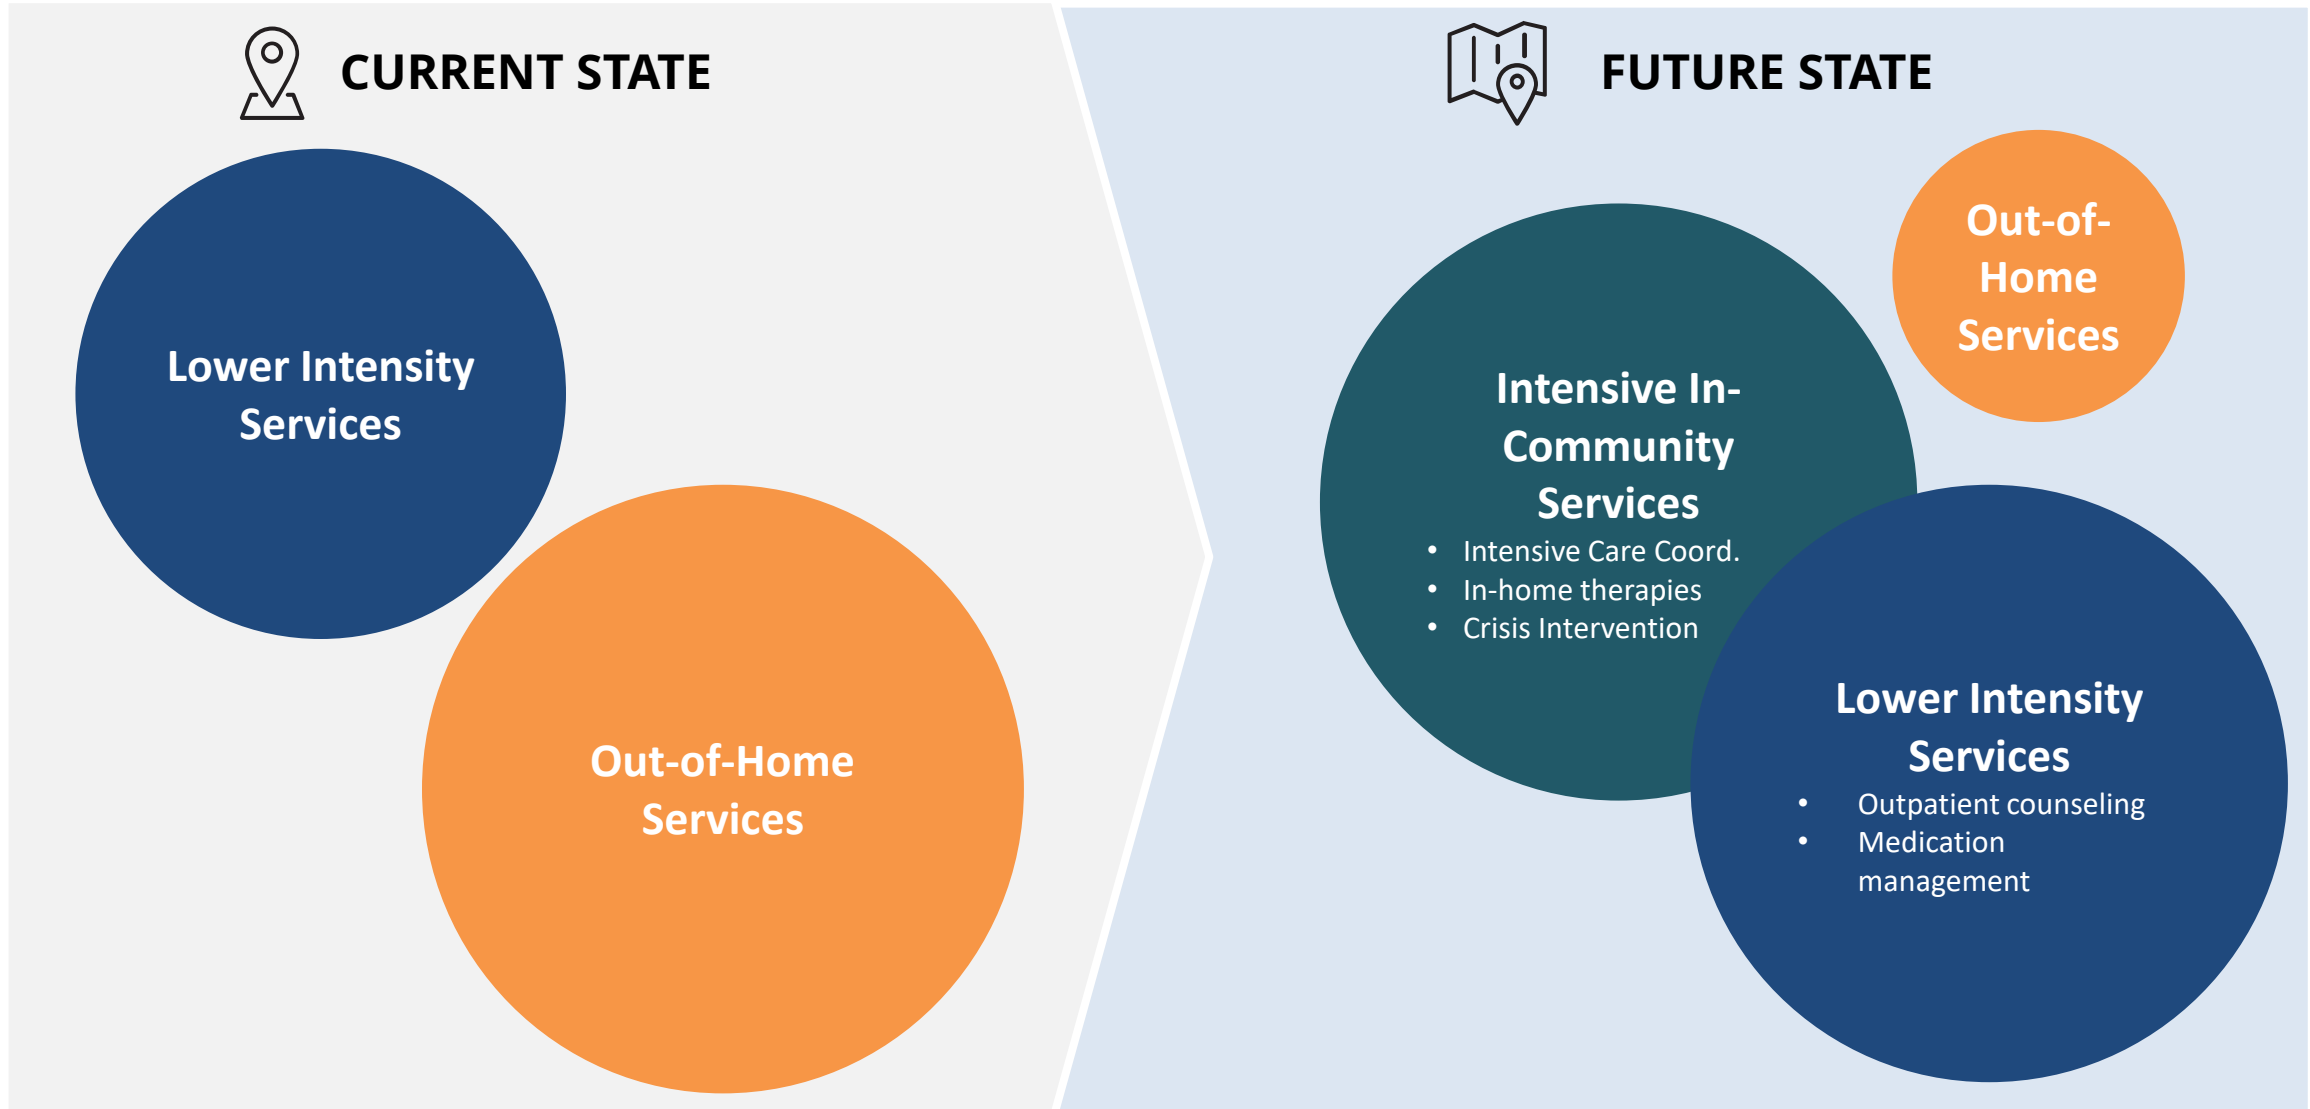 CURRENT STATE
Lower Intensity
Services
Out-of-Home
Services
FUTURE STATE
Out-of-
Home
Services
Intensive In-
Community
Services
• Intensive Care Coord.
• In-home therapies
• Crisis Intervention
Lower Intensity
Services
• Outpatient counseling
• Medication
management